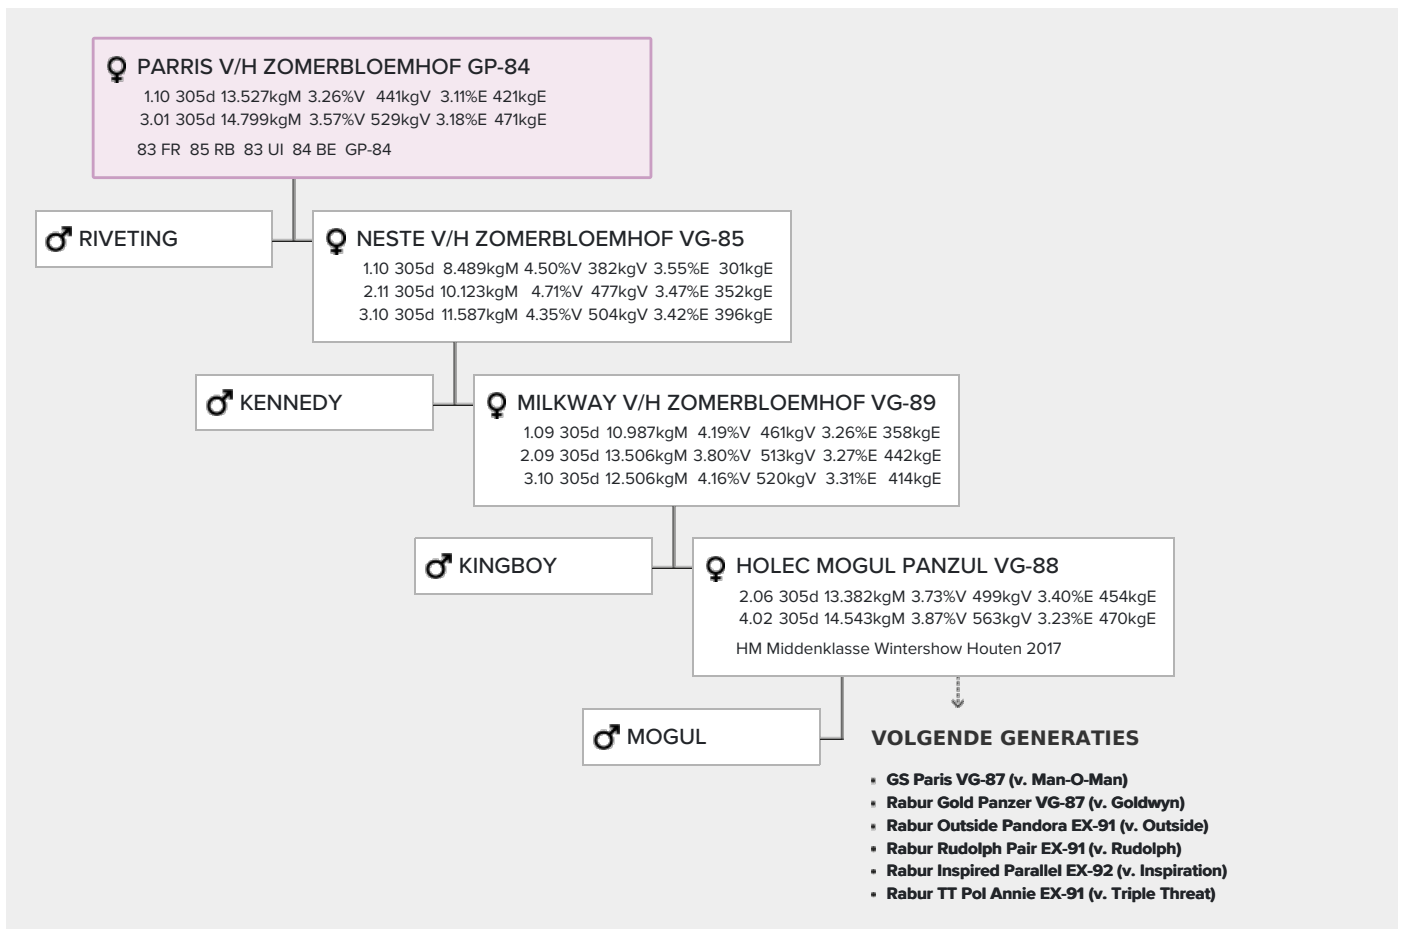 PARRIS V/H ZOMERBLOEMHOF GP-84
1.10 305d 13.527kgM 3.26%V 441kgV 3.11%E 421kgE
3.01 305d 14.799kgM 3.57%V 529kgV 3.18%E 471kgE
83 FR 85 RB 83 UI 84 BE GP-84
RIVETING
NESTE V/H ZOMERBLOEMHOF VG-85
1.10 305d 8.489kgM 4.50%V 382kgV 3.55%E 301kgE
2.11 305d 10.123kgM 4.71%V 477kgV 3.47%E 352kgE
3.10 305d 11.587kgM 4.35%V 504kgV 3.42%E 396kgE
KENNEDY
MILKWAY V/H ZOMERBLOEMHOF VG-89
1.09 305d 10.987kgM 4.19%V 461kgV 3.26%E 358kgE
2.09 305d 13.506kgM 3.80%V 513kgV 3.27%E 442kgE
3.10 305d 12.506kgM 4.16%V 520kgV 3.31%E 414kgE
KINGBOY
HOLEC MOGUL PANZUL VG-88
2.06 305d 13.382kgM 3.73%V 499kgV 3.40%E 454kgE
4.02 305d 14.543kgM 3.87%V 563kgV 3.23%E 470kgE
HM Middenklasse Wintershow Houten 2017
MOGUL
VOLGENDE GENERATIES
▪ GS Paris VG-87 (v. Man-O-Man)
▪ Rabur Gold Panzer VG-87 (v. Goldwyn)
▪ Rabur Outside Pandora EX-91 (v. Outside)
▪ Rabur Rudolph Pair EX-91 (v. Rudolph)
▪ Rabur Inspired Parallel EX-92 (v. Inspiration)
▪ Rabur TT Pol Annie EX-91 (v. Triple Threat)